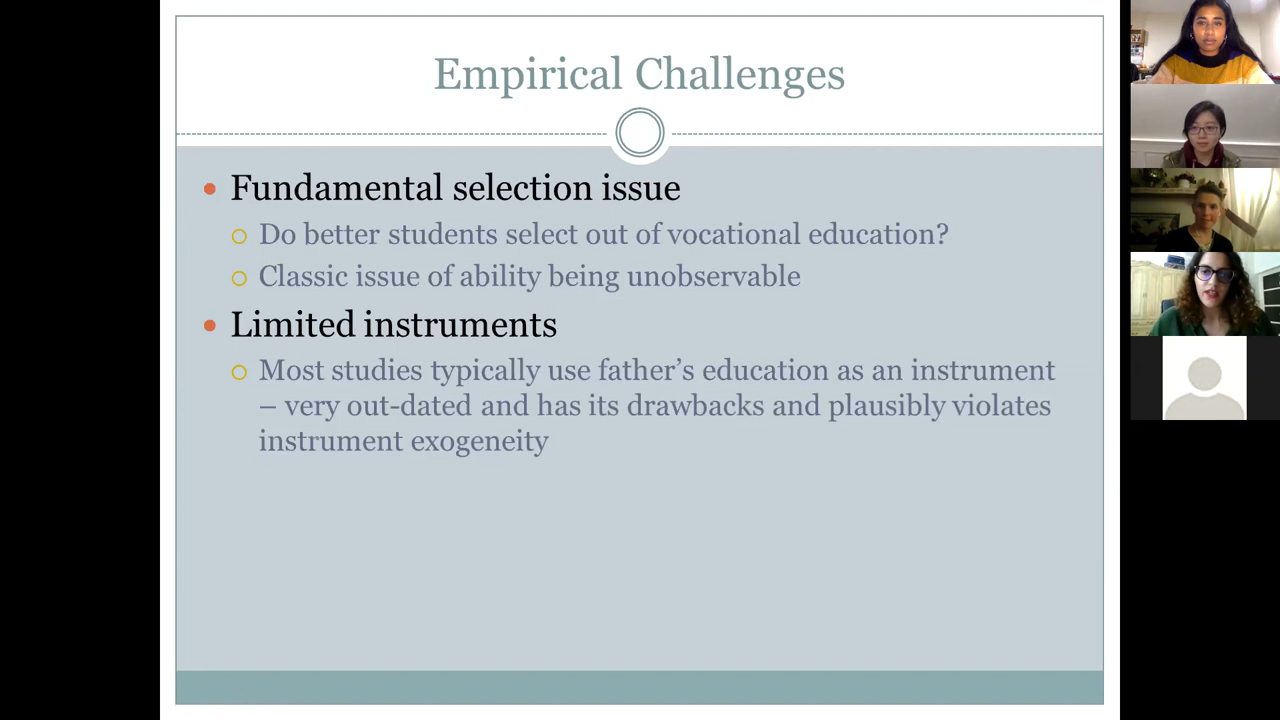 Empirical Challenges
Fundamental selection issue
Do better students select out of vocational education?
Classic issue of ability being unobservable
Limited instruments
Most studies typically use father's education as an instrument
– very out-dated and has its drawbacks and plausibly violates
instrument exogeneity